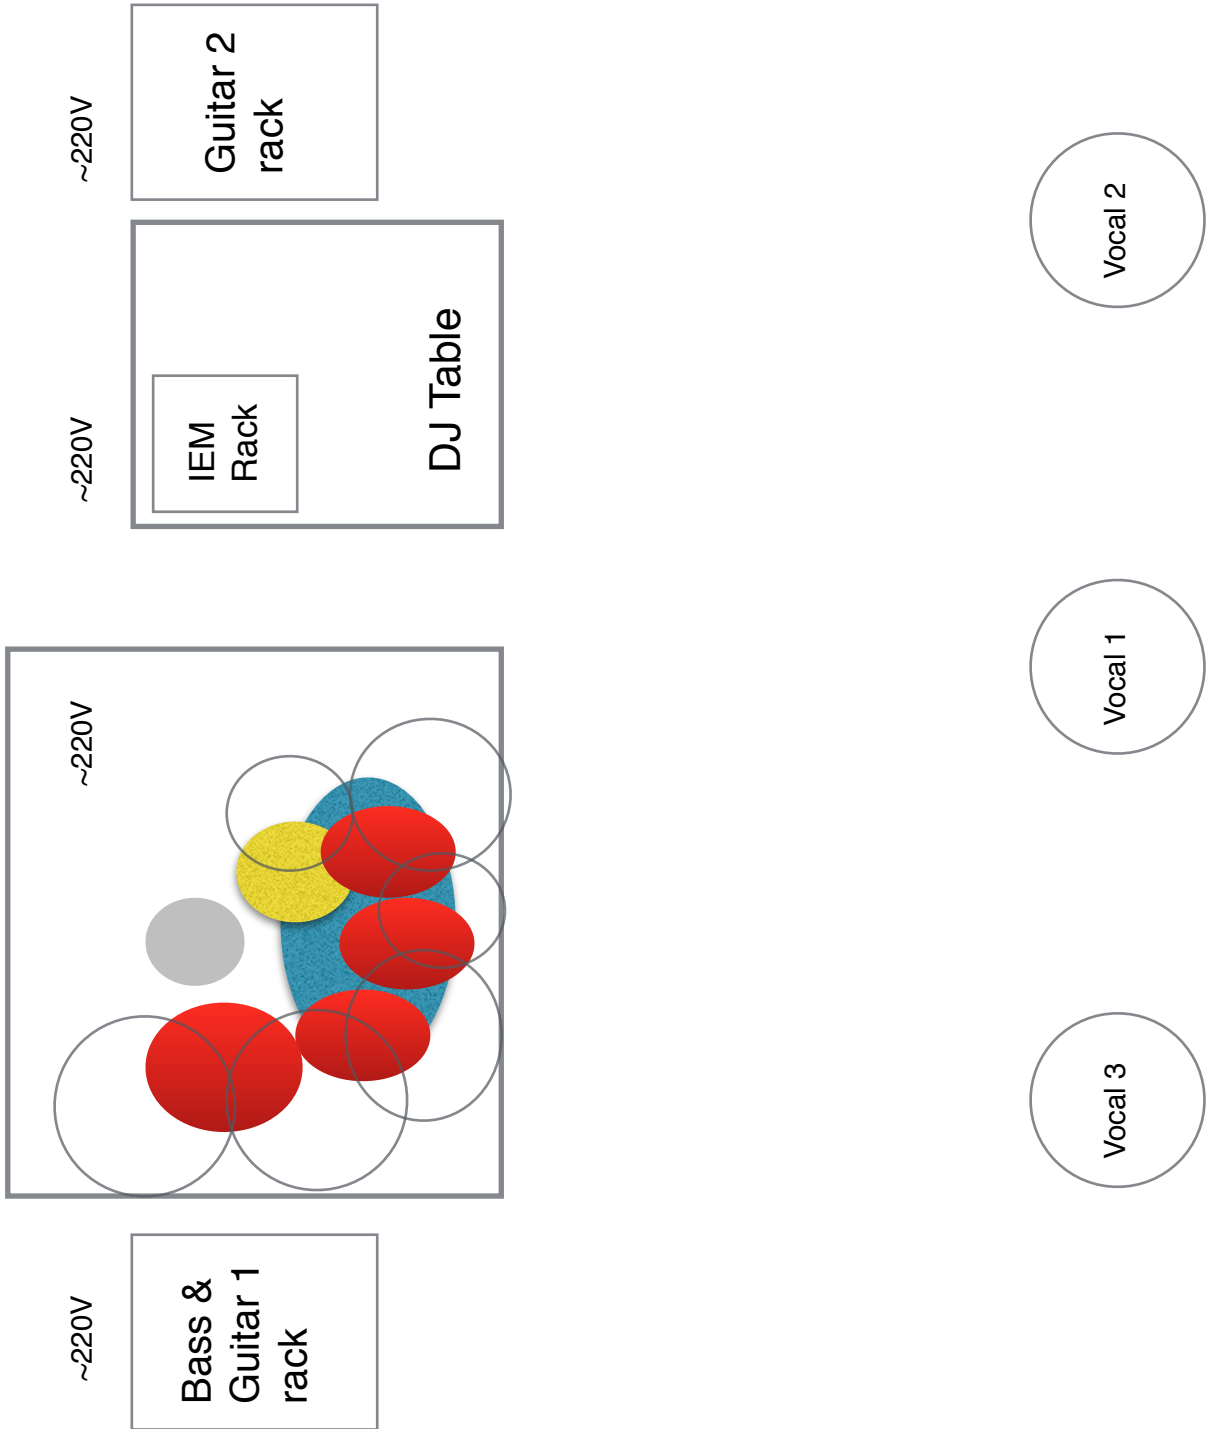 ~220V
~220V
~220V
~220V
Bass &
Guitar 1
rack
IEM
Rack
DJ Table
Guitar 2
rack
Vocal 3
Vocal 1
Vocal 2